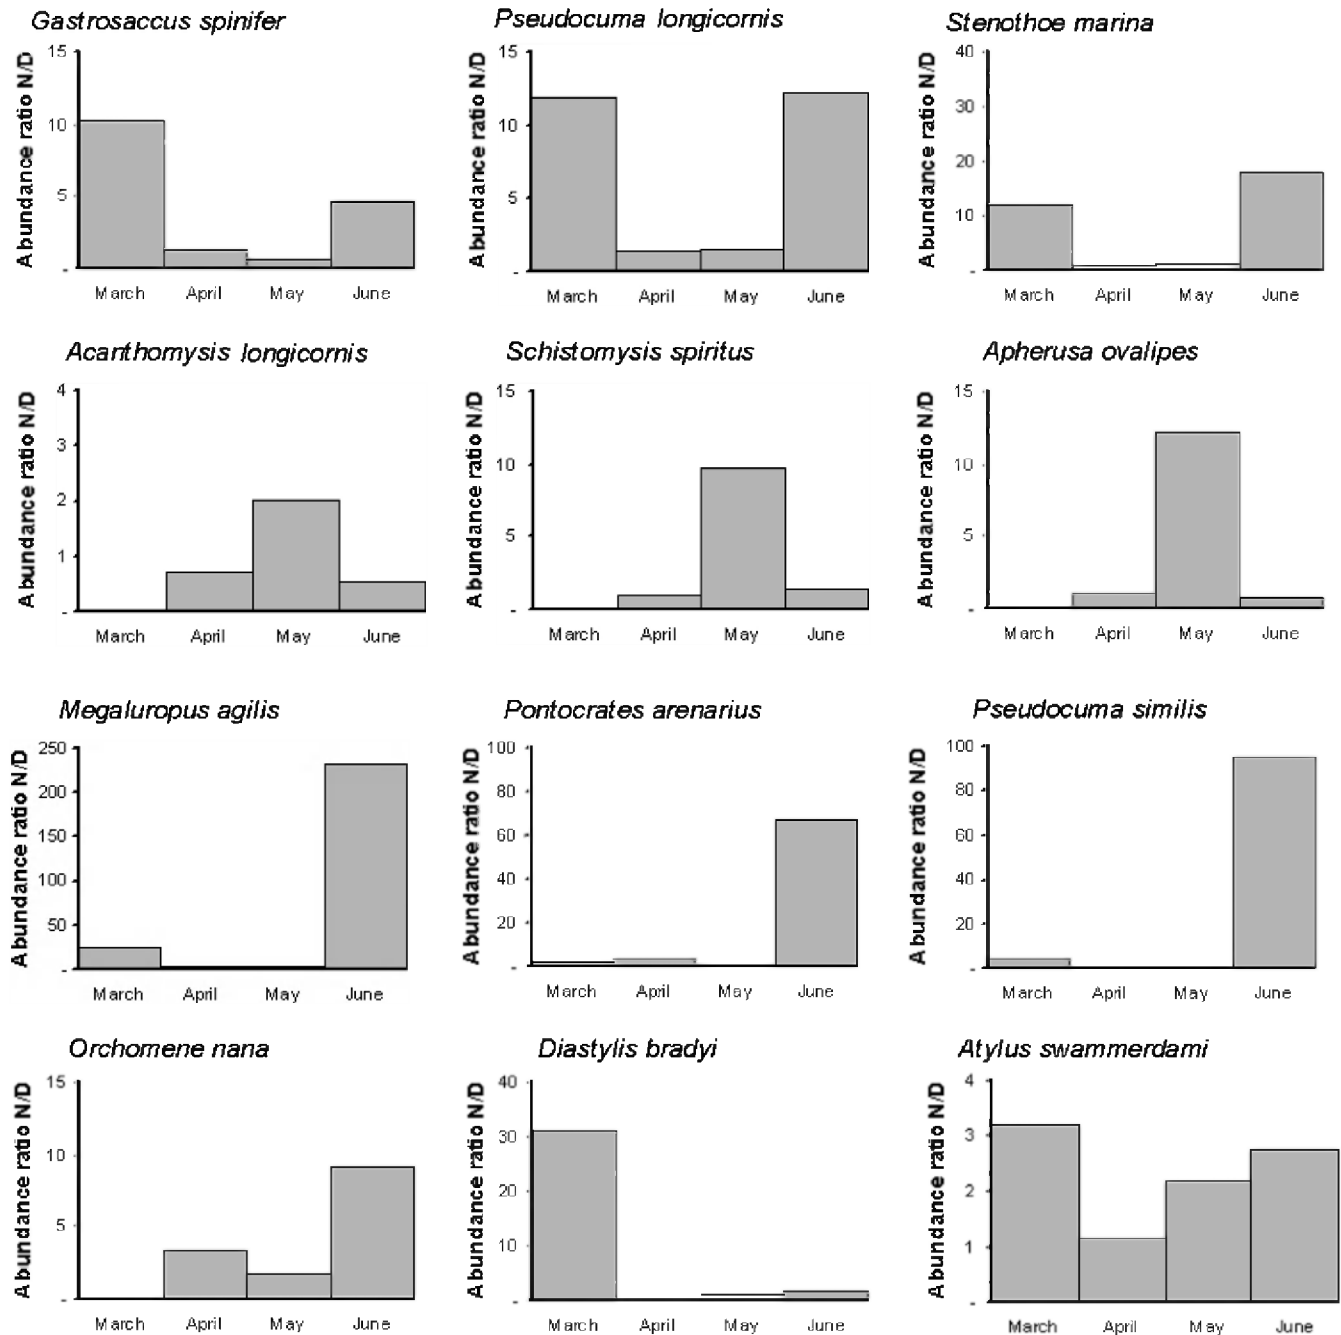 Gastrosaccus spinifer
Pseudocuma longicornis
Stenothoe marina
Abundance ratio N/D
15
10
5
-
March April May June
Abundance ratio N/D
15
10
5
-
March April May June
Abundance ratio N/D
40
30
20
10
-
March April May June
Acanthomysis longicornis
Schistomysis spiritus
Apherusa ovalipes
Abundance ratio N/D
4
3
2
1
-
March April May June
Abundance ratio N/D
15
10
5
-
March April May June
Abundance ratio N/D
15
10
5
-
March April May June
Megaluropus agilis
Pontocrates arenarius
Pseudocuma similis
Abundance ratio N/D
250
200
150
100
50
-
March April May June
Abundance ratio N/D
100
80
60
40
20
-
March April May June
Abundance ratio N/D
100
80
60
40
20
-
March April May June
Orchomene nana
Diastylis bradyi
Atylus swammerdami
Abundance ratio N/D
15
10
5
-
March April May June
Abundance ratio N/D
40
30
20
10
-
March April May June
Abundance ratio N/D
4
3
2
1
-
March April May June